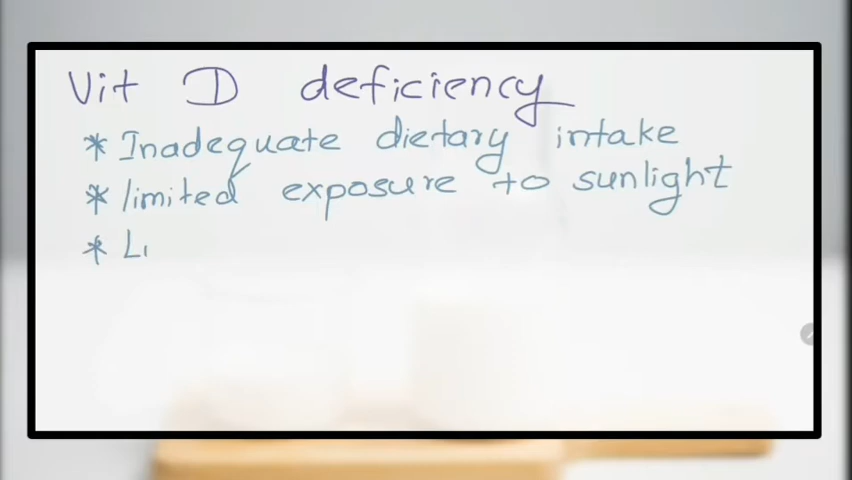 Vit D deficiency
* Inadequate dietary intake
* limited exposure to sunlight
*